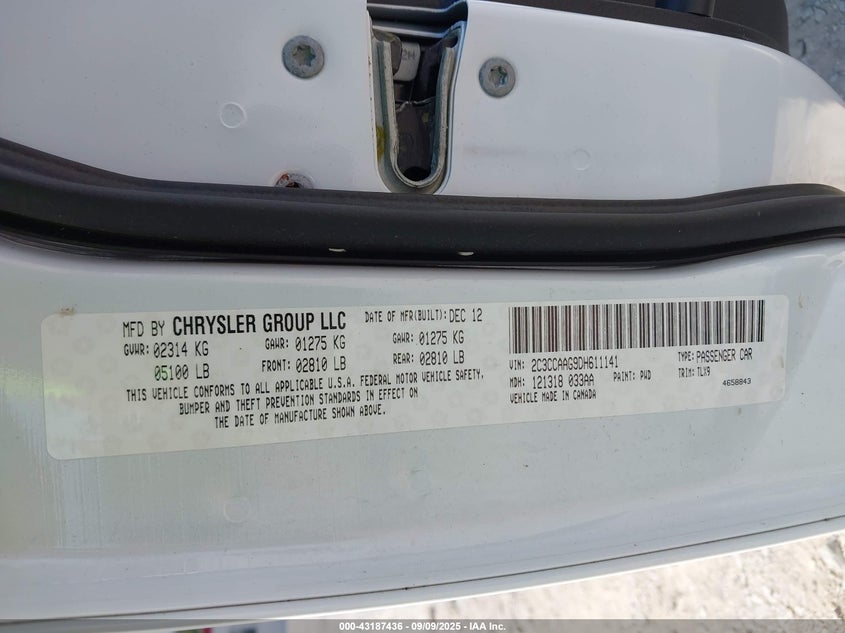 MFD BY CHRYSLER GROUP LLC DATE OF MFR(BUILT): DEC 12
GVWR: 02314 KG GAWR: 01275 KG GAWR: 01275 KG
05100 LB FRONT: 02810 LB REAR: 02810 LB
THIS VEHICLE CONFORMS TO ALL APPLICABLE U.S.A. FEDERAL MOTOR VEHICLE SAFETY,
BUMPER AND THEFT PREVENTION STANDARDS IN EFFECT ON
THE DATE OF MANUFACTURE SHOWN ABOVE.
VIN: 2C3CCAAG9DH611141 TYPE: PASSENGER CAR
MDH: 121318 033AA PAINT: PWD TRIM: TLX9
VEHICLE MADE IN CANADA 4658843
000-43187436 - 09/09/2025 - IAA Inc.